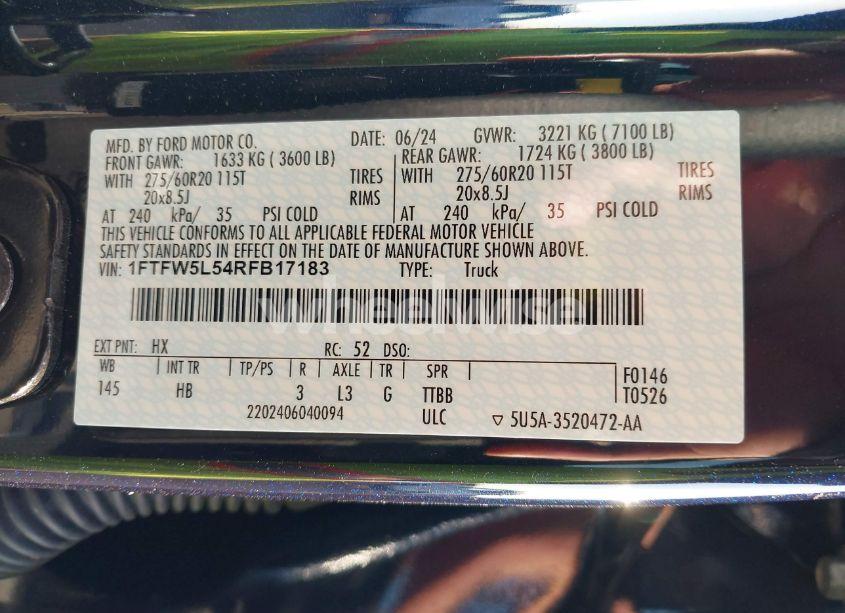 MFD. BY FORD MOTOR CO. DATE: 06/24 GVWR: 3221 KG ( 7100 LB)
FRONT GAWR: 1633 KG ( 3600 LB) REAR GAWR: 1724 KG ( 3800 LB)
WITH 275/60R20 115T TIRES WITH 275/60R20 115T TIRES
20x8.5J RIMS 20x8.5J RIMS
AT 240 kPa/ 35 PSI COLD AT 240 kPa/ 35 PSI COLD
THIS VEHICLE CONFORMS TO ALL APPLICABLE FEDERAL MOTOR VEHICLE
SAFETY STANDARDS IN EFFECT ON THE DATE OF MANUFACTURE SHOWN ABOVE.
VIN: 1FTFW5L54RFB17183 TYPE: Truck
wheelwise
EXT PNT: HX RC: 52 DSO:
WB INT TR TP/PS R AXLE TR SPR F0146
145 HB 3 L3 G TTBB T0526
2202406040094 ULC ▽ 5U5A-3520472-AA